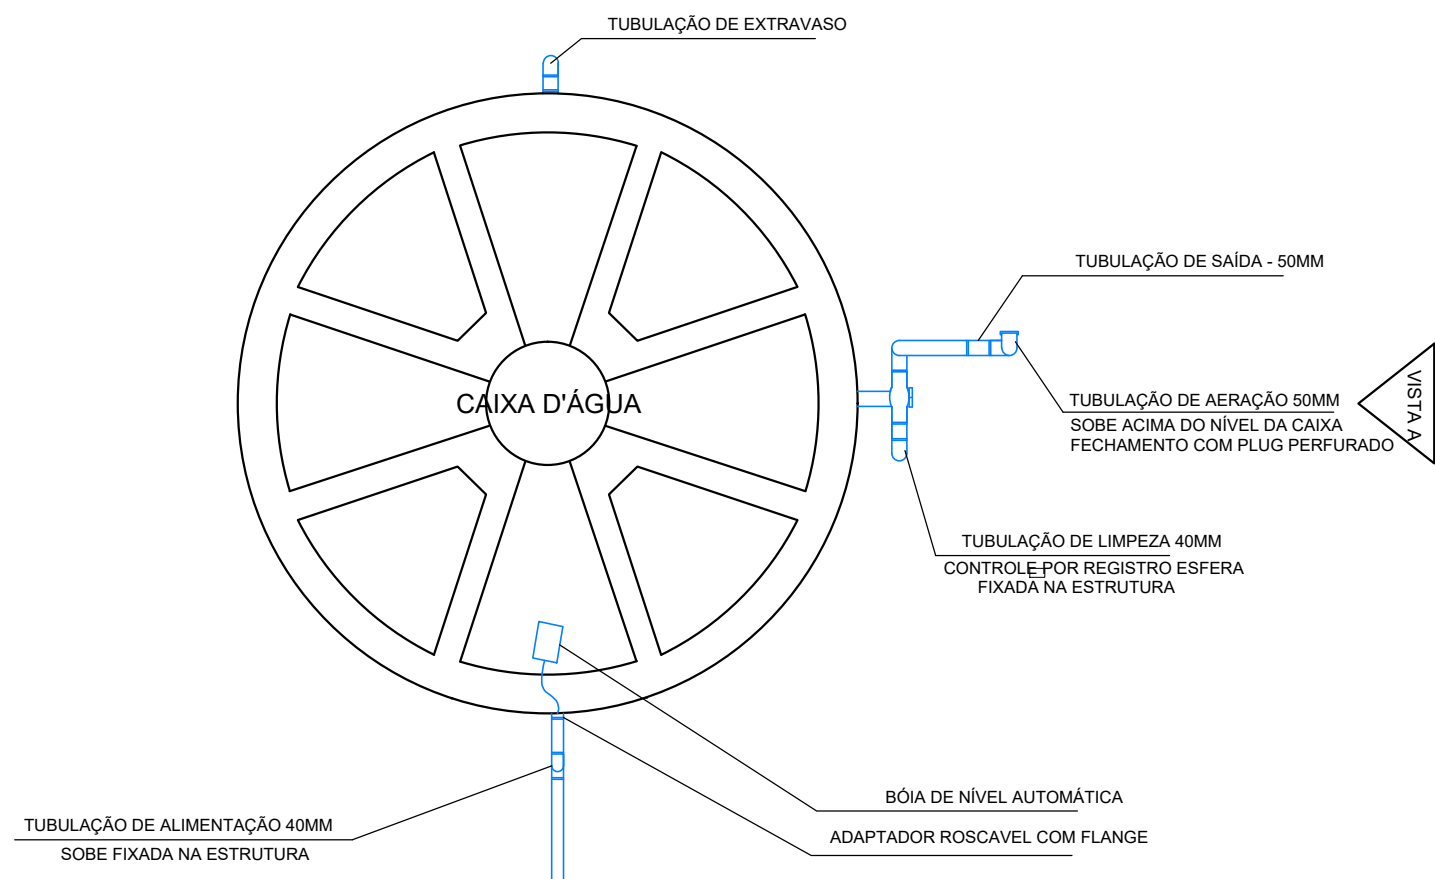 TUBULAÇÃO DE EXTRAVASO
TUBULAÇÃO DE SAÍDA - 50MM
CAIXA D'ÁGUA
TUBULAÇÃO DE AERAÇÃO 50MM
SOBE ACIMA DO NÍVEL DA CAIXA
FECHAMENTO COM PLUG PERFURADO
VISTA A
TUBULAÇÃO DE LIMPEZA 40MM
CONTROLE POR REGISTRO ESFERA
FIXADA NA ESTRUTURA
BÓIA DE NÍVEL AUTOMÁTICA
ADAPTADOR ROSCAVEL COM FLANGE
TUBULAÇÃO DE ALIMENTAÇÃO 40MM
SOBE FIXADA NA ESTRUTURA